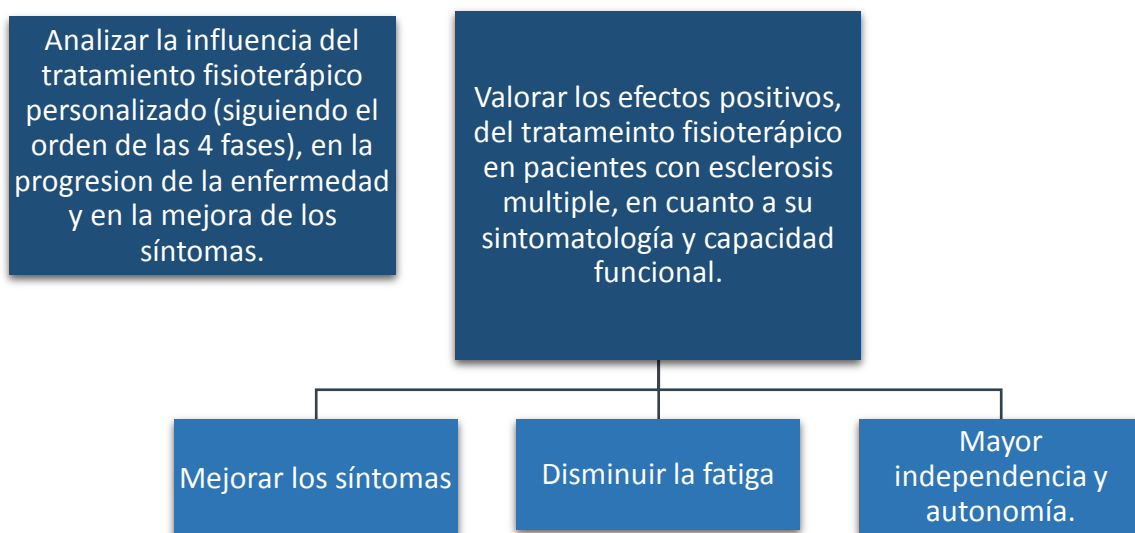 Analizar la influencia del
tratamiento fisioterápico
personalizado (siguiendo el
orden de las 4 fases), en la
progresion de la enfermedad
y en la mejora de los
síntomas.
Valorar los efectos positivos,
del tratameinto fisioterápico
en pacientes con esclerosis
multiple, en cuanto a su
sintomatología y capacidad
funcional.
Mejorar los síntomas
Disminuir la fatiga
Mayor
independencia y
autonomía.